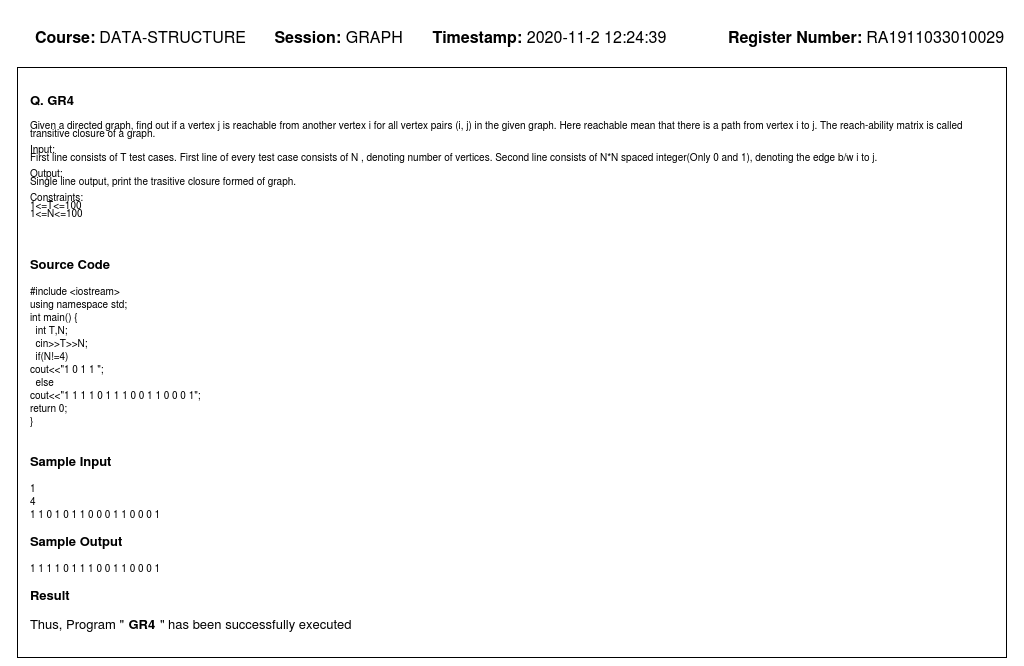 Course: DATA-STRUCTURE Session: GRAPH Timestamp: 2020-11-2 12:24:39 Register Number: RA1911033010029
Q. GR4
Given a directed graph, find out if a vertex j is reachable from another vertex i for all vertex pairs (i, j) in the given graph. Here reachable mean that there is a path from vertex i to j. The reach-ability matrix is called
transitive closure of a graph.
Input:
First line consists of T test cases. First line of every test case consists of N , denoting number of vertices. Second line consists of N*N spaced integer(Only 0 and 1), denoting the edge b/w i to j.
Output:
Single line output, print the trasitive closure formed of graph.
Constraints:
1<=T<=100
1<=N<=100
Source Code
#include <iostream>
using namespace std;
int main() {
int T,N;
cin>>T>>N;
if(N!=4)
cout<<"1 0 1 1 ";
else
cout<<"1 1 1 1 0 1 1 1 0 0 1 1 0 0 0 1";
return 0;
}
Sample Input
1
4
1 1 0 1 0 1 1 0 0 0 1 1 0 0 0 1
Sample Output
1 1 1 1 0 1 1 1 0 0 1 1 0 0 0 1
Result
Thus, Program " GR4 " has been successfully executed